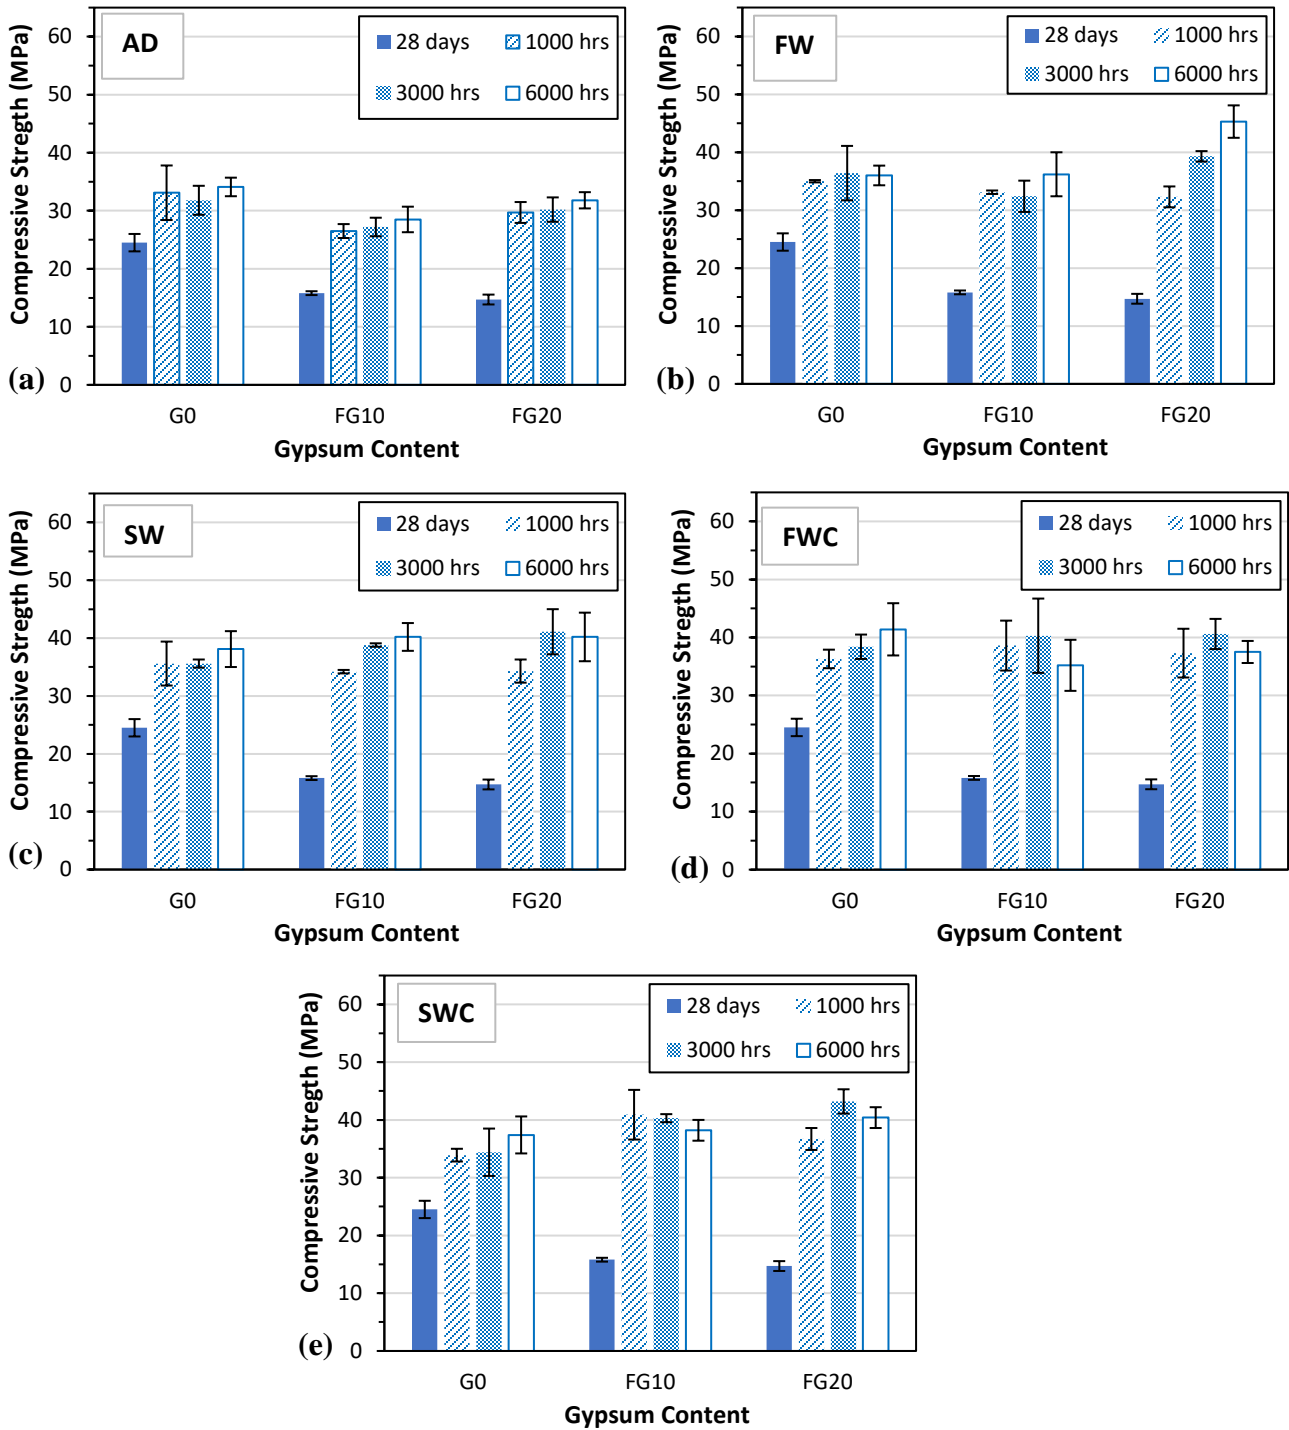 AD
28 days
1000 hrs
3000 hrs
6000 hrs
Compressive Stregth (MPa)
60
50
40
30
20
10
0
(a)
G0
FG10
FG20
Gypsum Content
FW
28 days
1000 hrs
3000 hrs
6000 hrs
Compressive Stregth (MPa)
60
50
40
30
20
10
0
(b)
G0
FG10
FG20
Gypsum Content
SW
28 days
1000 hrs
3000 hrs
6000 hrs
Compressive Stregth (MPa)
60
50
40
30
20
10
0
(c)
G0
FG10
FG20
Gypsum Content
FWC
28 days
1000 hrs
3000 hrs
6000 hrs
Compressive Stregth (MPa)
60
50
40
30
20
10
0
(d)
G0
FG10
FG20
Gypsum Content
SWC
28 days
1000 hrs
3000 hrs
6000 hrs
Compressive Stregth (MPa)
60
50
40
30
20
10
0
(e)
G0
FG10
FG20
Gypsum Content